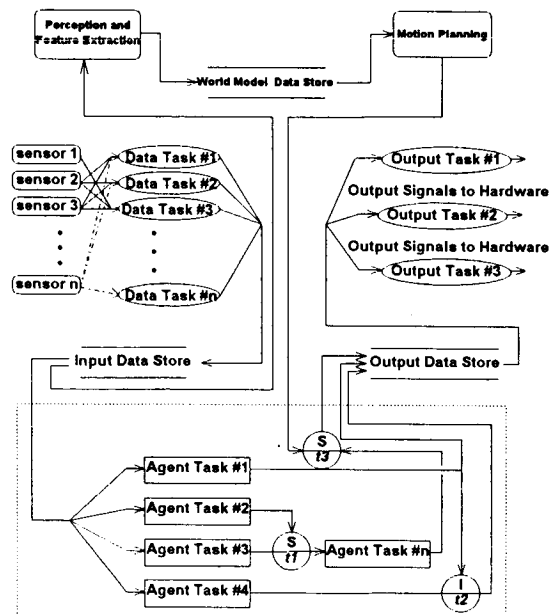 Perception and
Feature Extraction
Motion Planning
World Model Data Store
sensor 1
Data Task #1
Output Task #1
Output Signals to Hardware
sensor 2
Data Task #2
sensor 3
Data Task #3
Output Task #2
Output Signals to Hardware
Output Task #3
sensor n
Data Task #n
Input Data Store
Output Data Store
S
t3
Agent Task #1
Agent Task #2
Agent Task #3
S
t1
Agent Task #n
Agent Task #4
I
t2